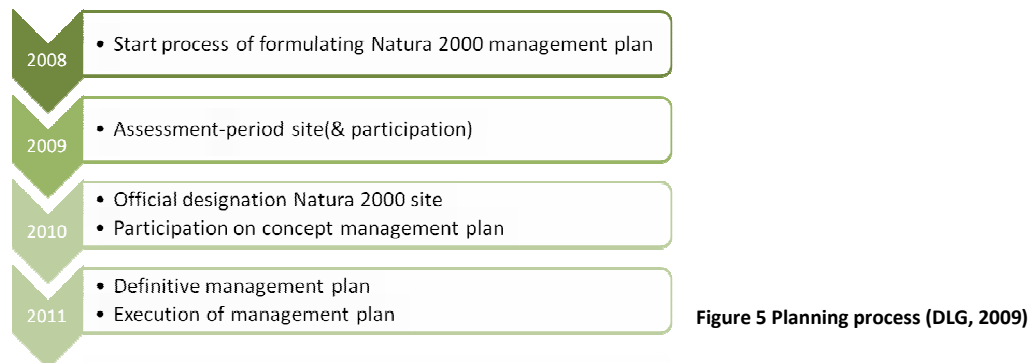 2008
• Start process of formulating Natura 2000 management plan
2009
• Assessment-period site(& participation)
2010
• Official designation Natura 2000 site
• Participation on concept management plan
2011
• Definitive management plan
• Execution of management plan
Figure 5 Planning process (DLG, 2009)